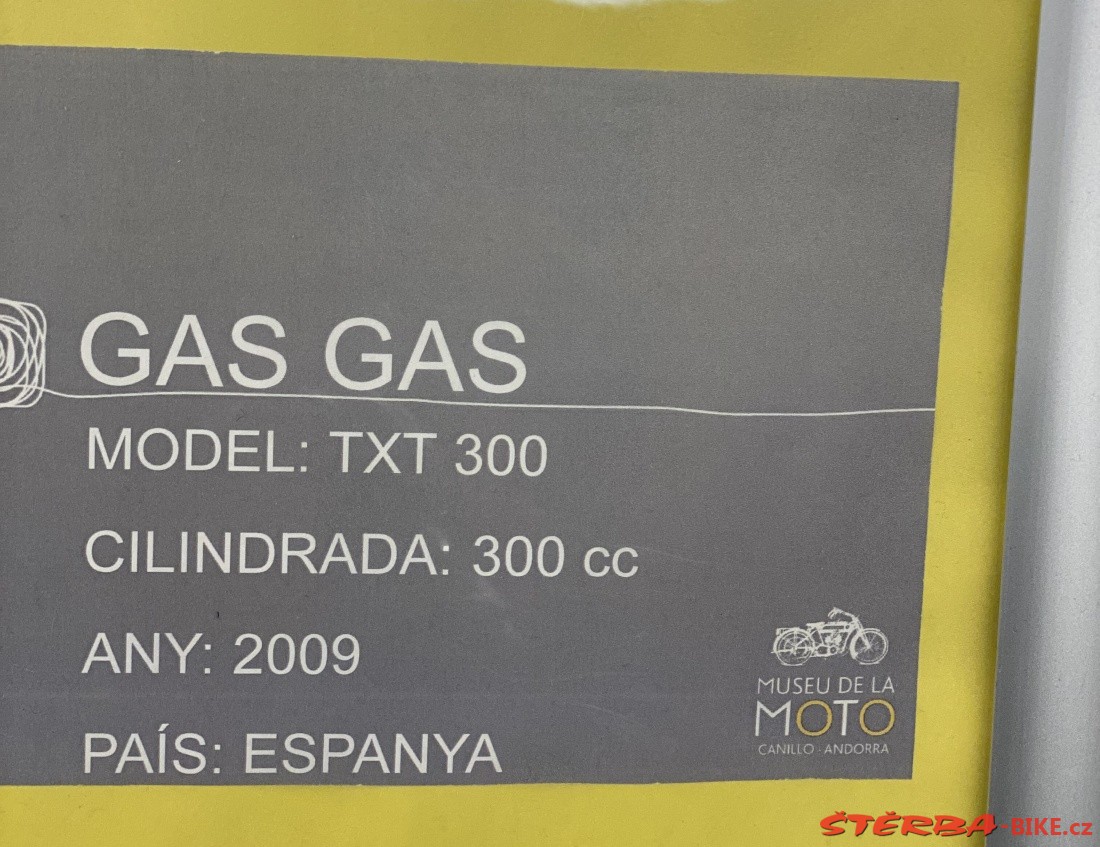 GAS GAS
MODEL: TXT 300
CILINDRADA: 300 cc
ANY: 2009
PAÍS: ESPANYA
MUSEU DE LA
MOTO
CANILLO - ANDORRA
ŠTĚRBA-BIKE.cz